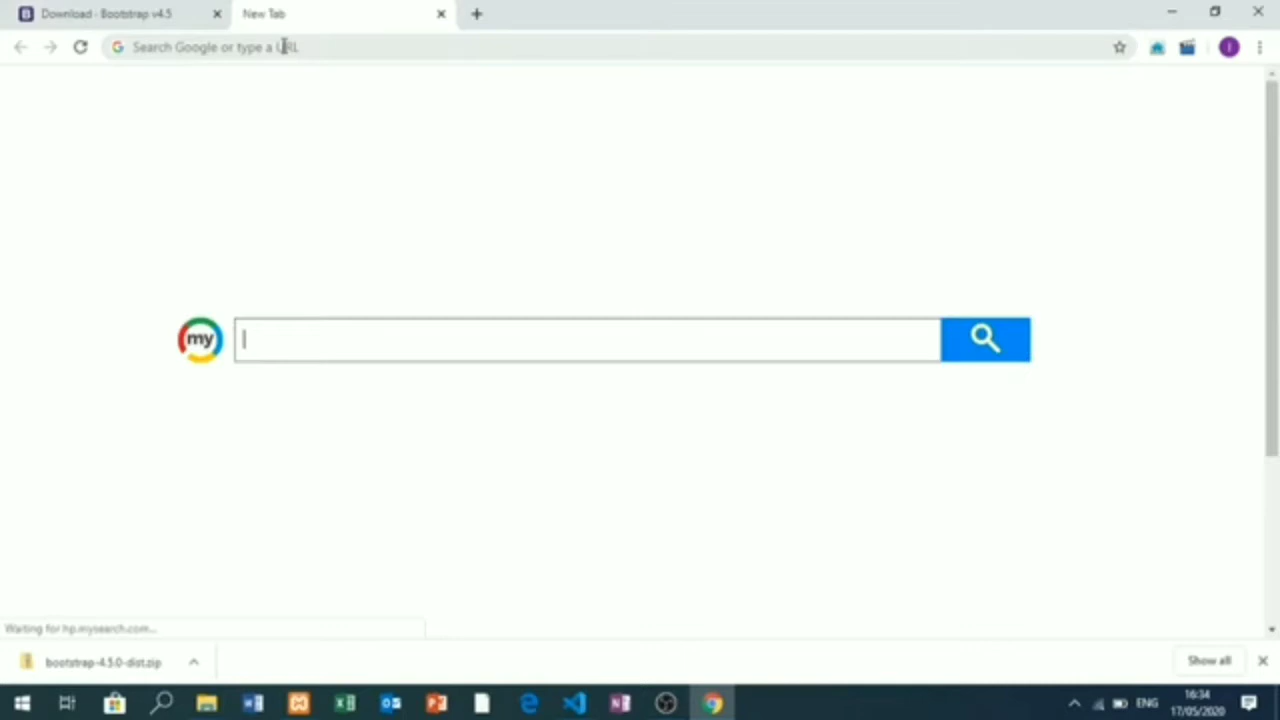 Download · Bootstrap v4.5
New Tab
Search Google or type a URL
my
Waiting for hp.mysearch.com...
bootstrap-4.5.0-dist.zip
Show all
ENG
16:34
17/05/2020